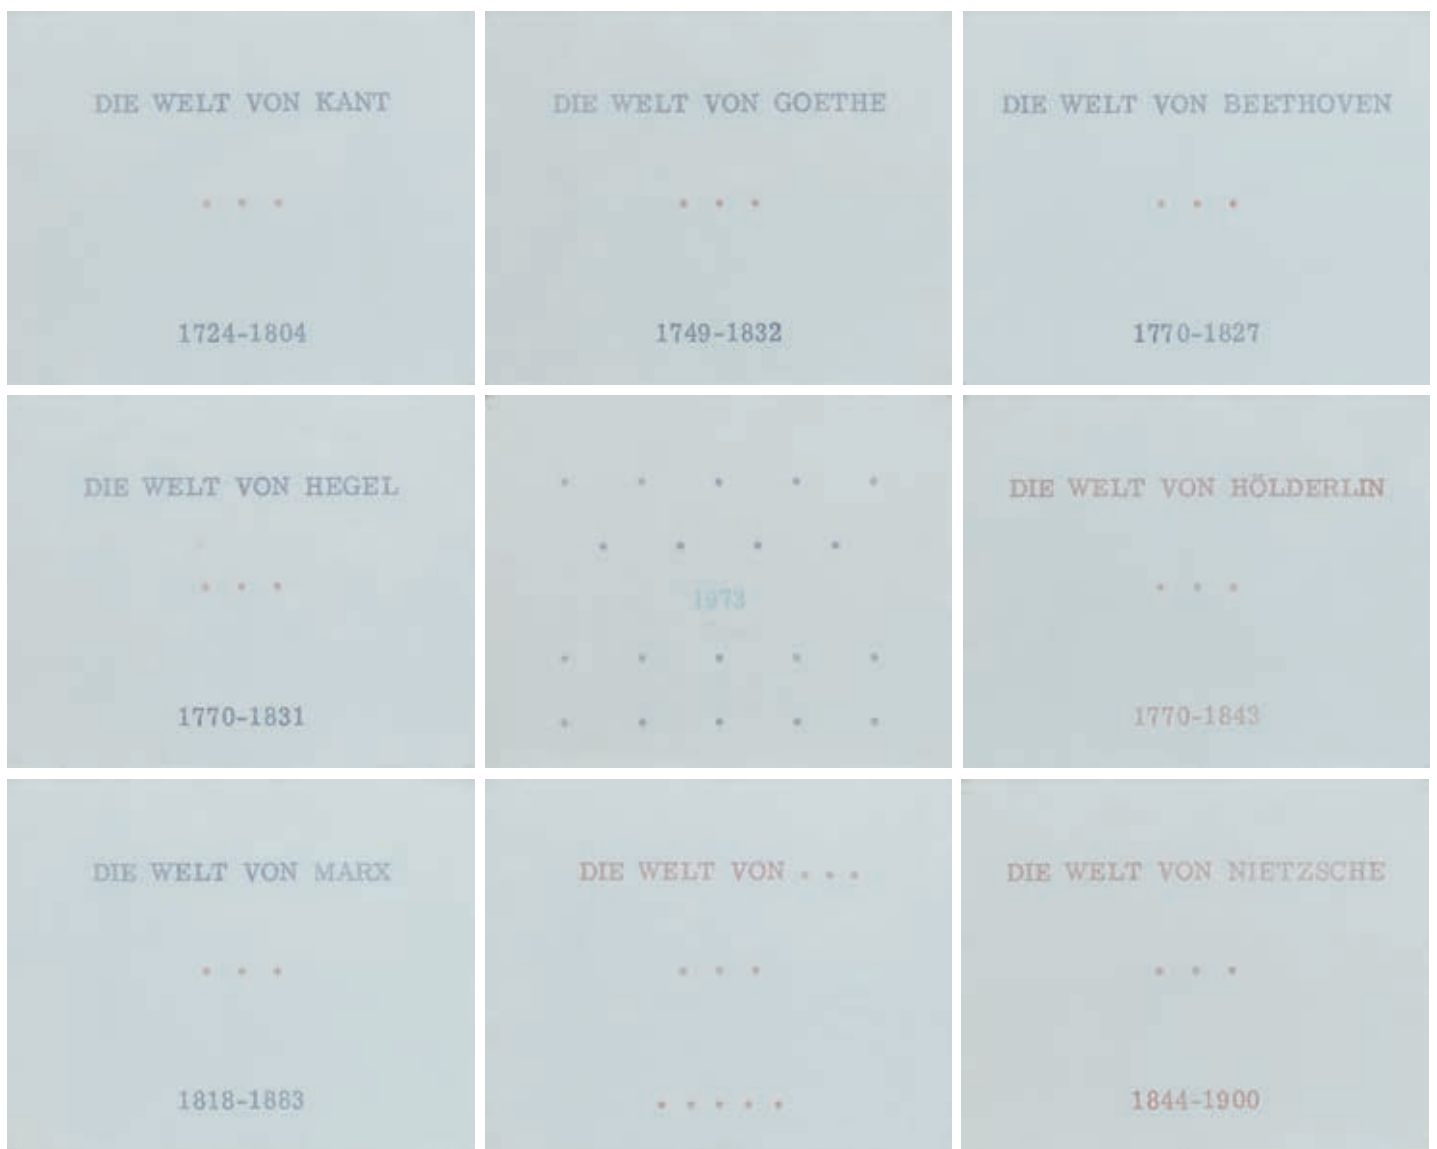 DIE WELT VON KANT
. . .
1724-1804
DIE WELT VON GOETHE
. . .
1749-1832
DIE WELT VON BEETHOVEN
. . .
1770-1827
DIE WELT VON HEGEL
. . .
1770-1831
. . . . .
. . . .
1973
. . . . .
. . . . .
DIE WELT VON HÖLDERLIN
. . .
1770-1843
DIE WELT VON MARX
. . .
1818-1883
DIE WELT VON . . .
. . .
. . . . .
DIE WELT VON NIETZSCHE
. . .
1844-1900